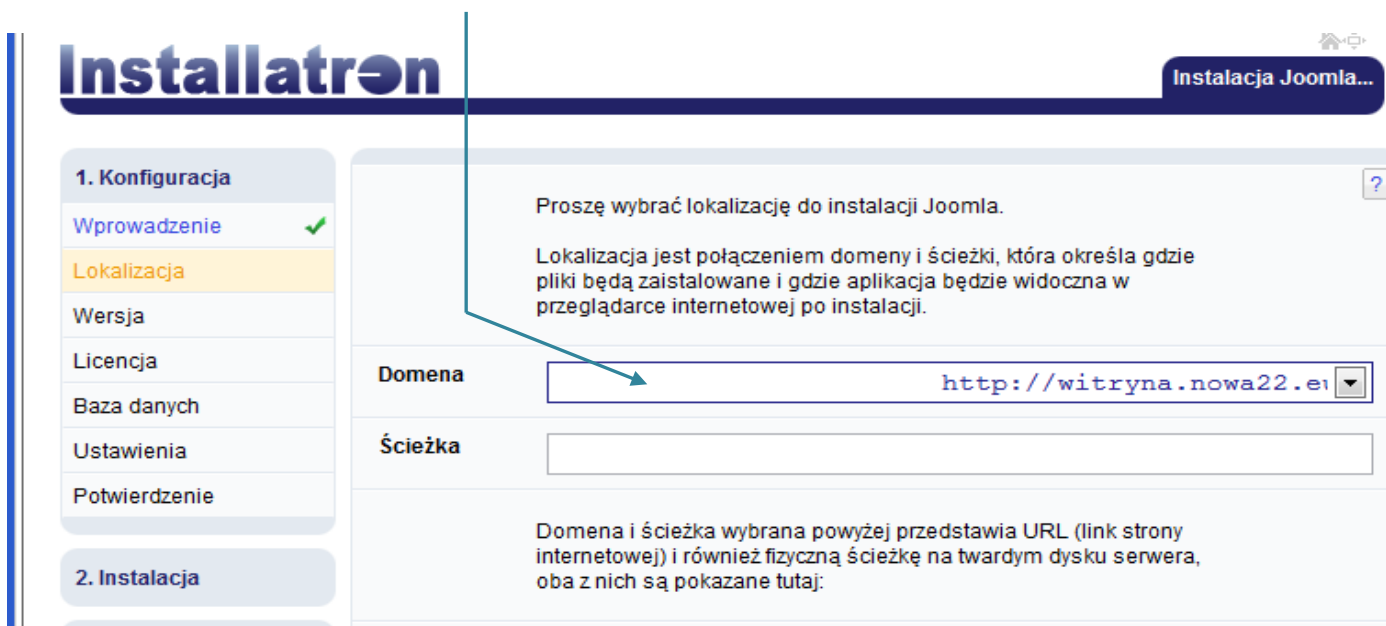 Installatron
Instalacja Joomla...
1. Konfiguracja
Wprowadzenie
Lokalizacja
Wersja
Licencja
Baza danych
Ustawienia
Potwierdzenie
2. Instalacja
?
Proszę wybrać lokalizację do instalacji Joomla.
Lokalizacja jest połączeniem domeny i ścieżki, która określa gdzie
pliki będą zaistalowane i gdzie aplikacja będzie widoczna w
przeglądarce internetowej po instalacji.
Domena
http://witryna.nowa22.eu
Ścieżka
Domena i ścieżka wybrana powyżej przedstawia URL (link strony
internetowej) i również fizyczną ścieżkę na twardym dysku serwera,
oba z nich są pokazane tutaj: